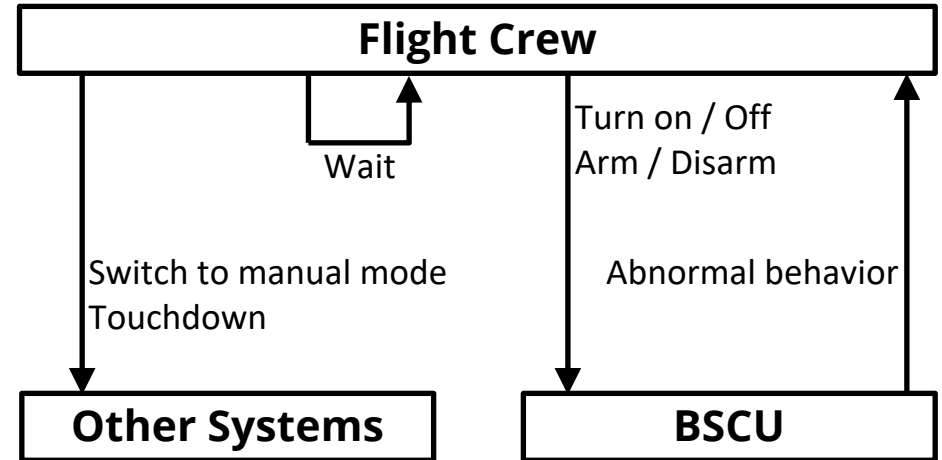 Flight Crew
Turn on / Off
Arm / Disarm
Wait
Switch to manual mode
Touchdown
Abnormal behavior
Other Systems
BSCU